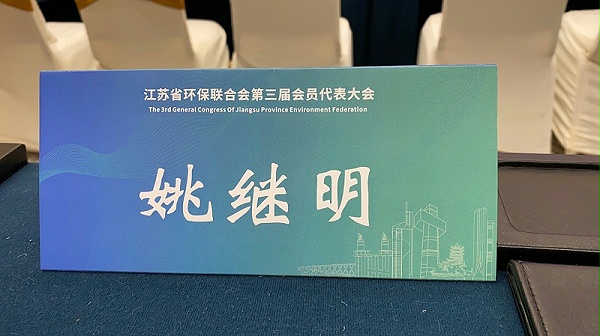 江苏省环保联合会第三届会员代表大会
The 3rd General Congress Of Jiangsu Province Environment Federation
姚继明